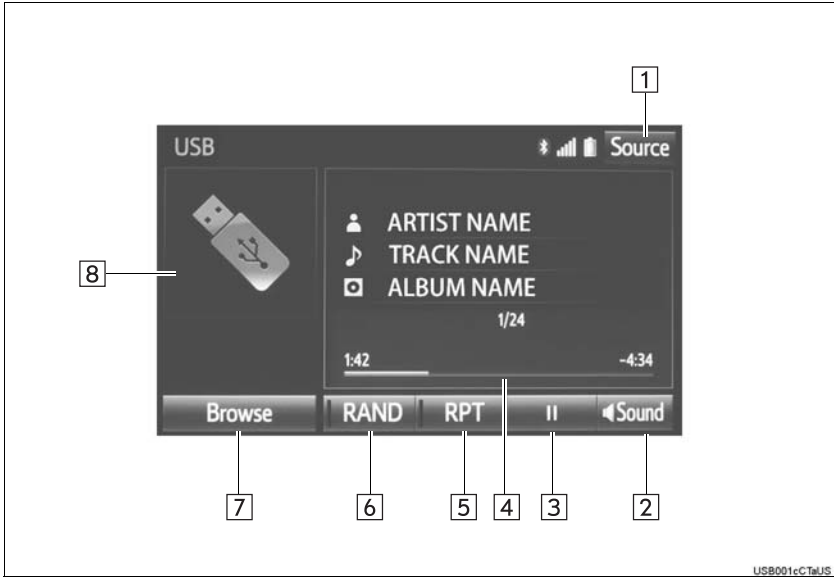 1
USB
Source
ARTIST NAME
8
TRACK NAME
ALBUM NAME
1/24
1:42
-4:34
Browse
RAND
RPT
Sound
7
6
5
4
3
2
USB001cCTaUS